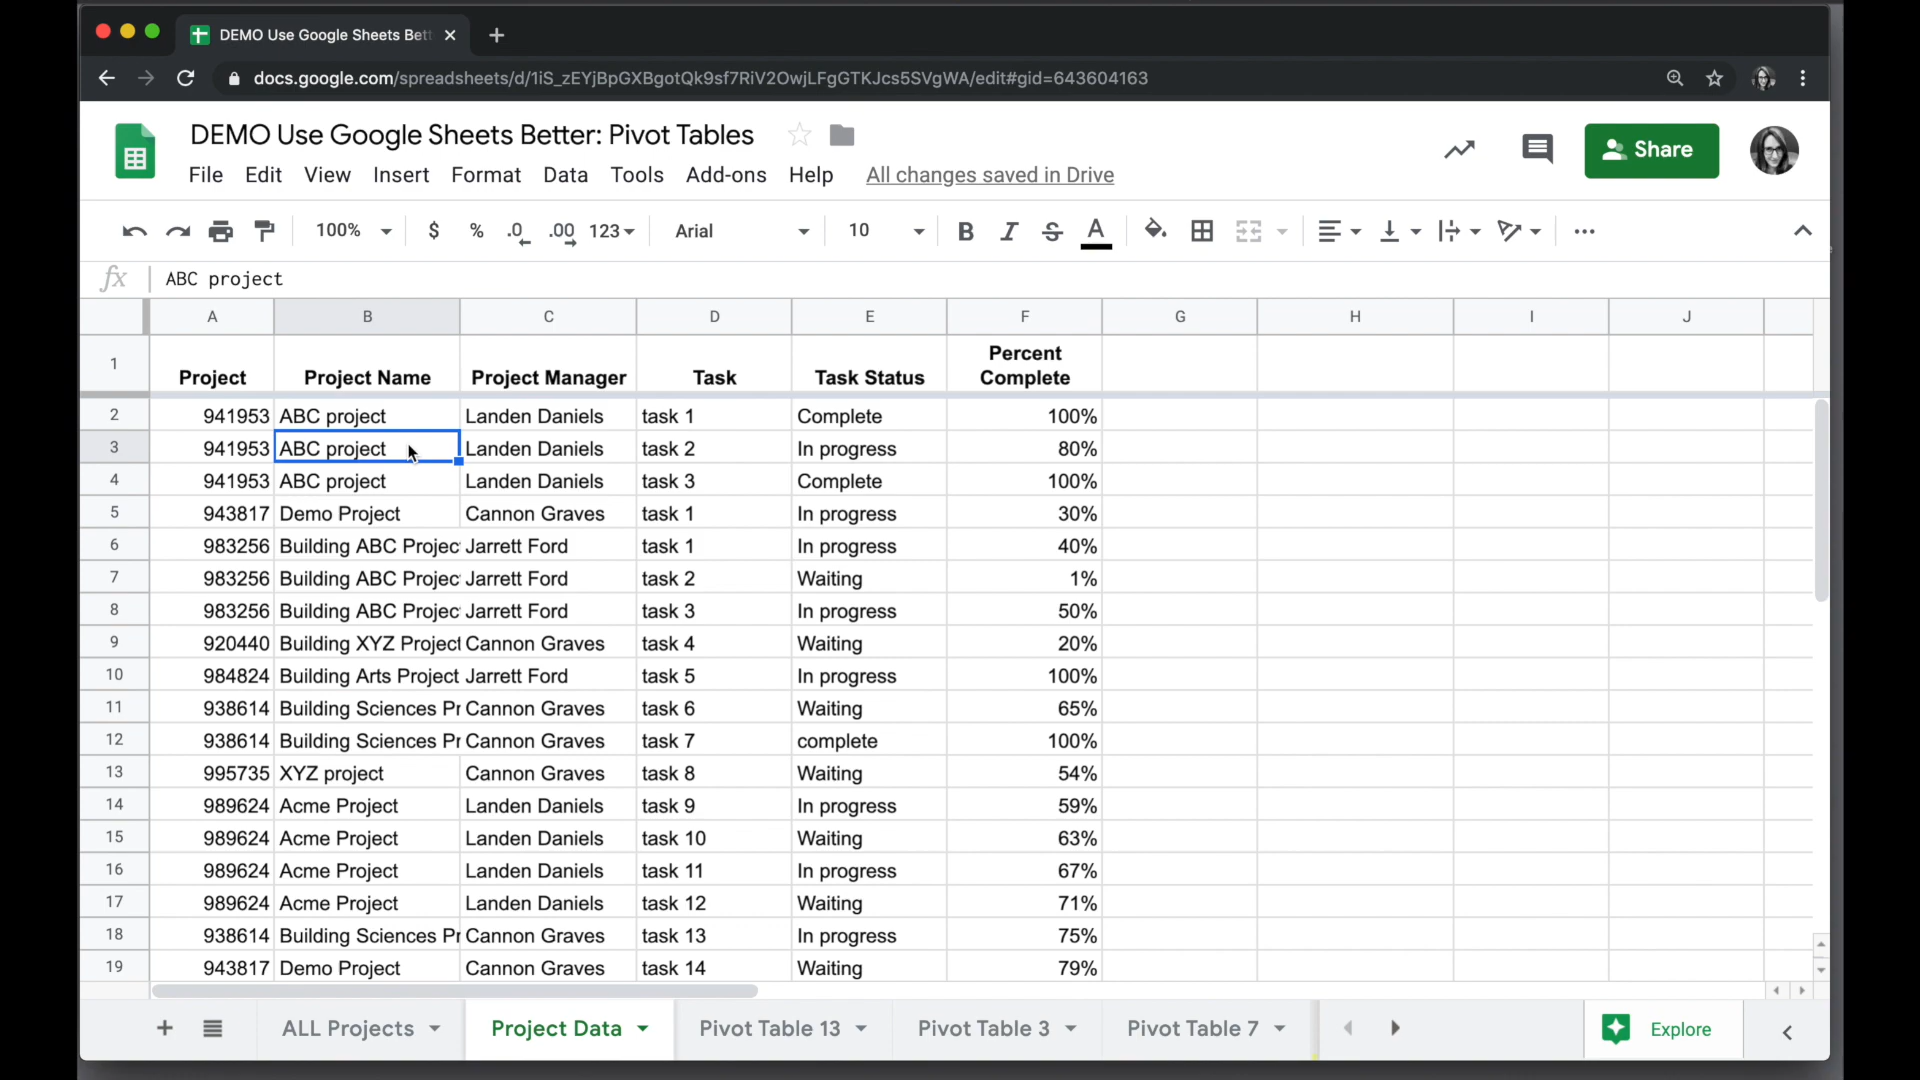 DEMO Use Google Sheets Bett
docs.google.com/spreadsheets/d/1iS_zEYjBpGXBgotQk9sf7RiV2OwjLFgGTKJcs5SVgWA/edit#gid=643604163
DEMO Use Google Sheets Better: Pivot Tables
File Edit View Insert Format Data Tools Add-ons Help All changes saved in Drive
Share
100% $ % .0 .00 123 Arial 10 B I S A
fx ABC project
A B C D E F G H I J
1 Project Project Name Project Manager Task Task Status Percent Complete
2 941953 ABC project Landen Daniels task 1 Complete 100%
3 941953 ABC project Landen Daniels task 2 In progress 80%
4 941953 ABC project Landen Daniels task 3 Complete 100%
5 943817 Demo Project Cannon Graves task 1 In progress 30%
6 983256 Building ABC Projec Jarrett Ford task 1 In progress 40%
7 983256 Building ABC Projec Jarrett Ford task 2 Waiting 1%
8 983256 Building ABC Projec Jarrett Ford task 3 In progress 50%
9 920440 Building XYZ Project Cannon Graves task 4 Waiting 20%
10 984824 Building Arts Project Jarrett Ford task 5 In progress 100%
11 938614 Building Sciences Pr Cannon Graves task 6 Waiting 65%
12 938614 Building Sciences Pr Cannon Graves task 7 complete 100%
13 995735 XYZ project Cannon Graves task 8 Waiting 54%
14 989624 Acme Project Landen Daniels task 9 In progress 59%
15 989624 Acme Project Landen Daniels task 10 Waiting 63%
16 989624 Acme Project Landen Daniels task 11 In progress 67%
17 989624 Acme Project Landen Daniels task 12 Waiting 71%
18 938614 Building Sciences Pr Cannon Graves task 13 In progress 75%
19 943817 Demo Project Cannon Graves task 14 Waiting 79%
ALL Projects Project Data Pivot Table 13 Pivot Table 3 Pivot Table 7 Explore